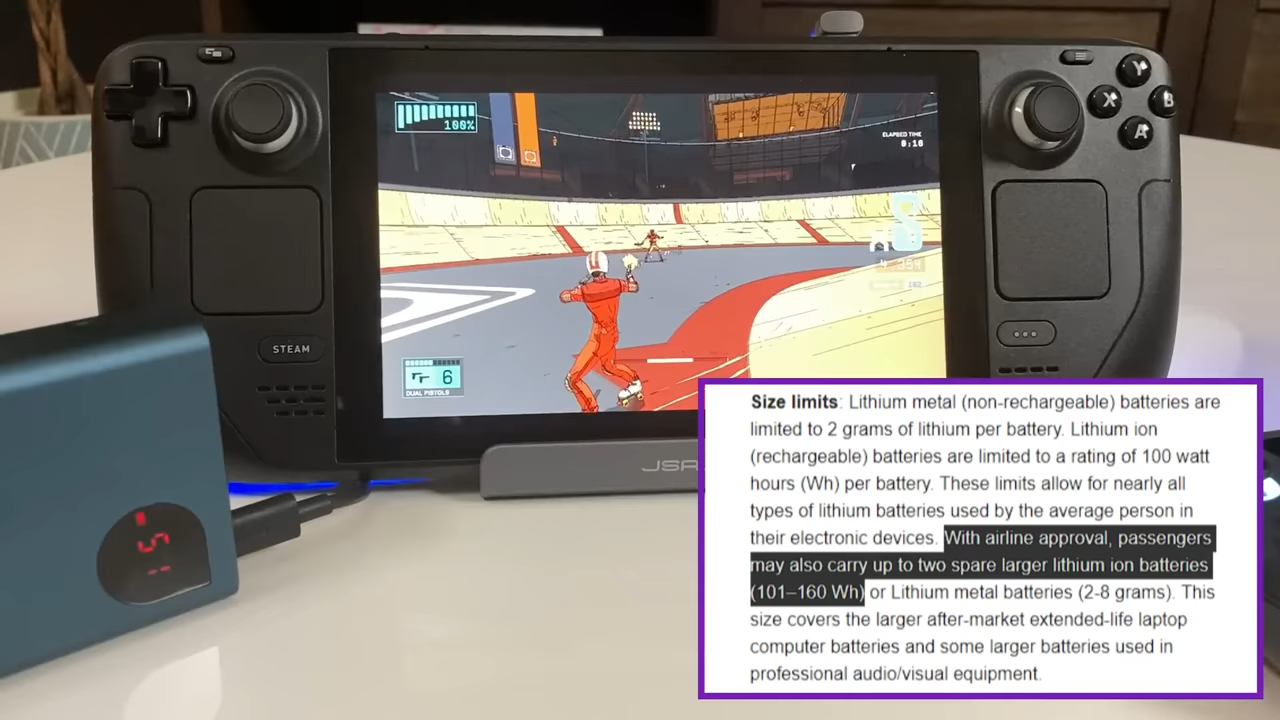 Y
X
B
A
100%
ELAPSED TIME
0:16
STEAM
6
DUAL PISTOLS
JSA
Size limits: Lithium metal (non-rechargeable) batteries are
limited to 2 grams of lithium per battery. Lithium ion
(rechargeable) batteries are limited to a rating of 100 watt
hours (Wh) per battery. These limits allow for nearly all
types of lithium batteries used by the average person in
their electronic devices. With airline approval, passengers
may also carry up to two spare larger lithium ion batteries
(101–160 Wh) or Lithium metal batteries (2-8 grams). This
size covers the larger after-market extended-life laptop
computer batteries and some larger batteries used in
professional audio/visual equipment.